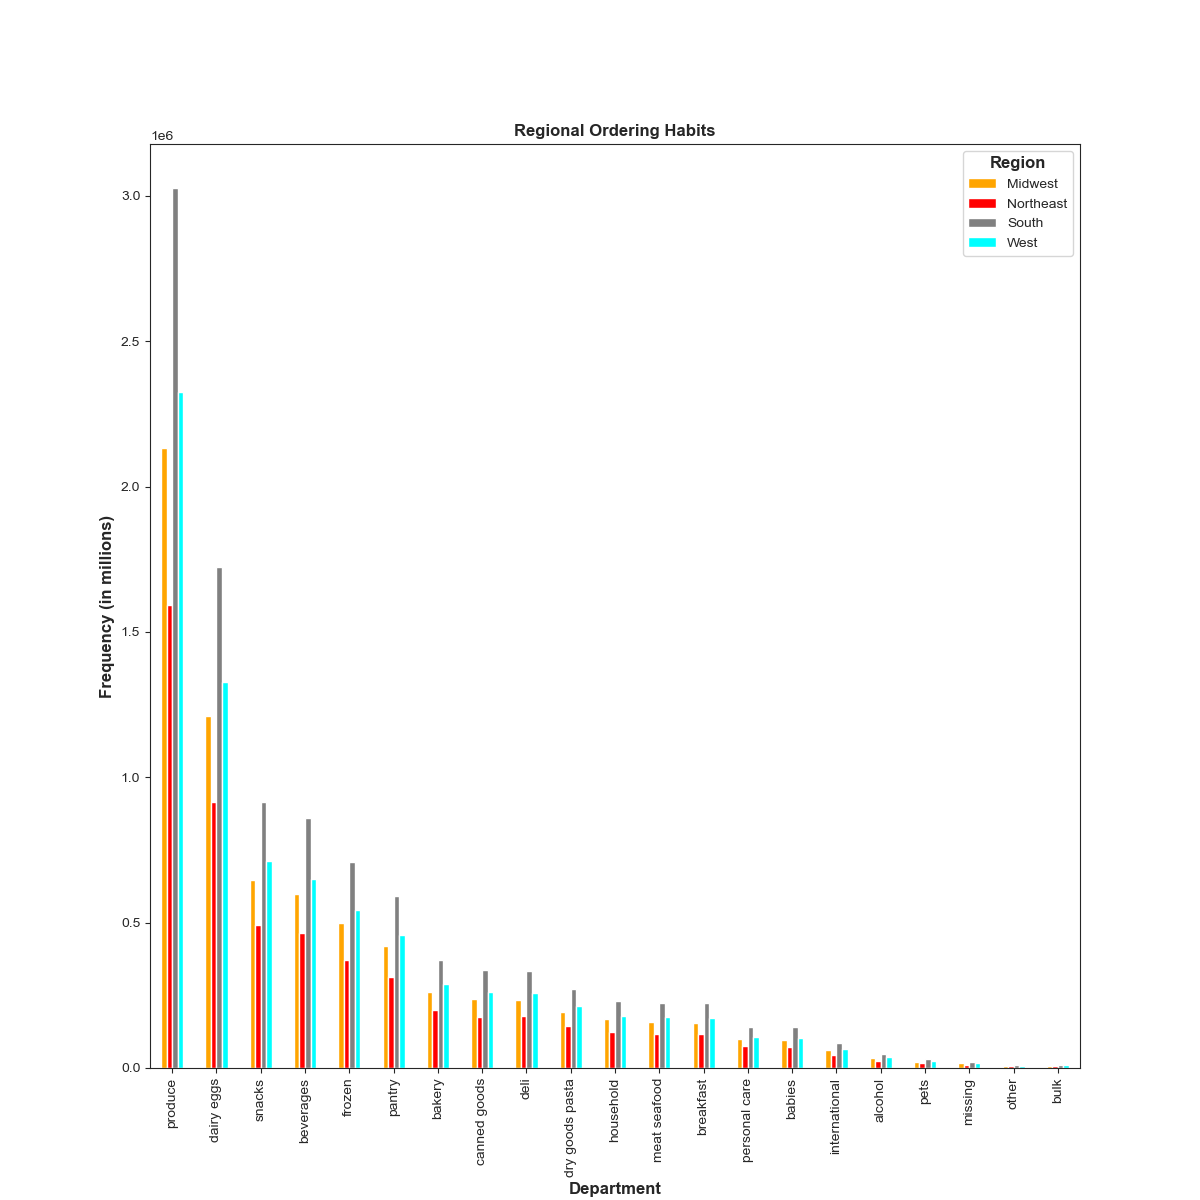 Regional Ordering Habits
1e6
Region
Midwest
Northeast
South
West
3.0
2.5
2.0
1.5
1.0
0.5
0.0
Frequency (in millions)
produce
dairy eggs
snacks
beverages
frozen
pantry
bakery
canned goods
deli
dry goods pasta
household
meat seafood
breakfast
personal care
babies
international
alcohol
pets
missing
other
bulk
Department